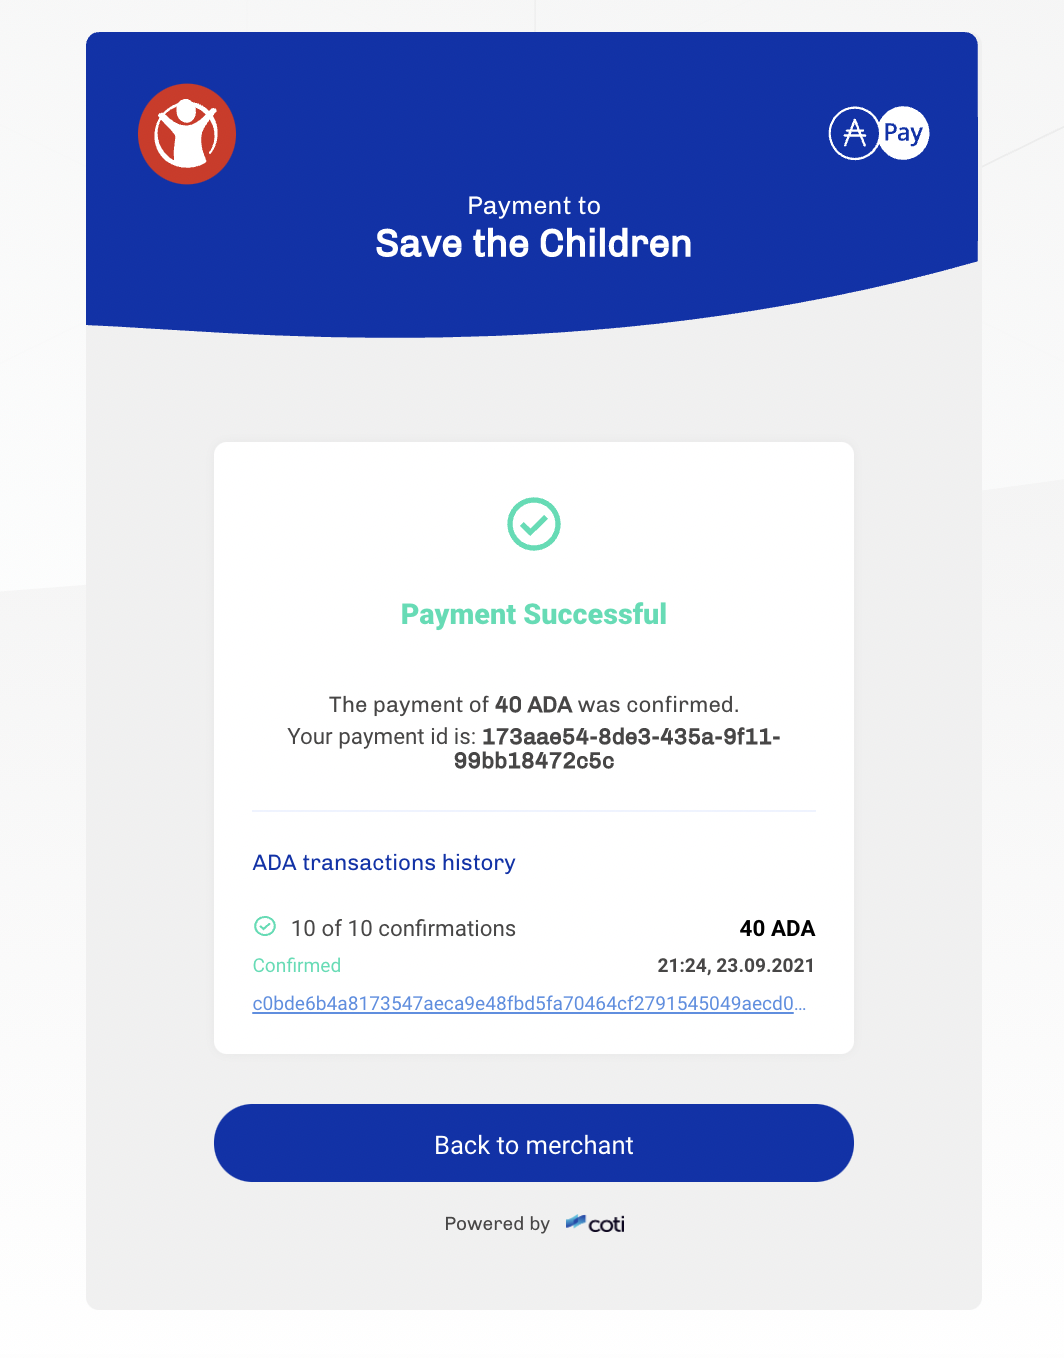 Pay
Payment to
Save the Children
Payment Successful
The payment of 40 ADA was confirmed.
Your payment id is: 173aae54-8de3-435a-9f11-
99bb18472c5c
ADA transactions history
10 of 10 confirmations 40 ADA
Confirmed 21:24, 23.09.2021
c0bde6b4a8173547aeca9e48fbd5fa70464cf2791545049aecd0...
Back to merchant
Powered by coti